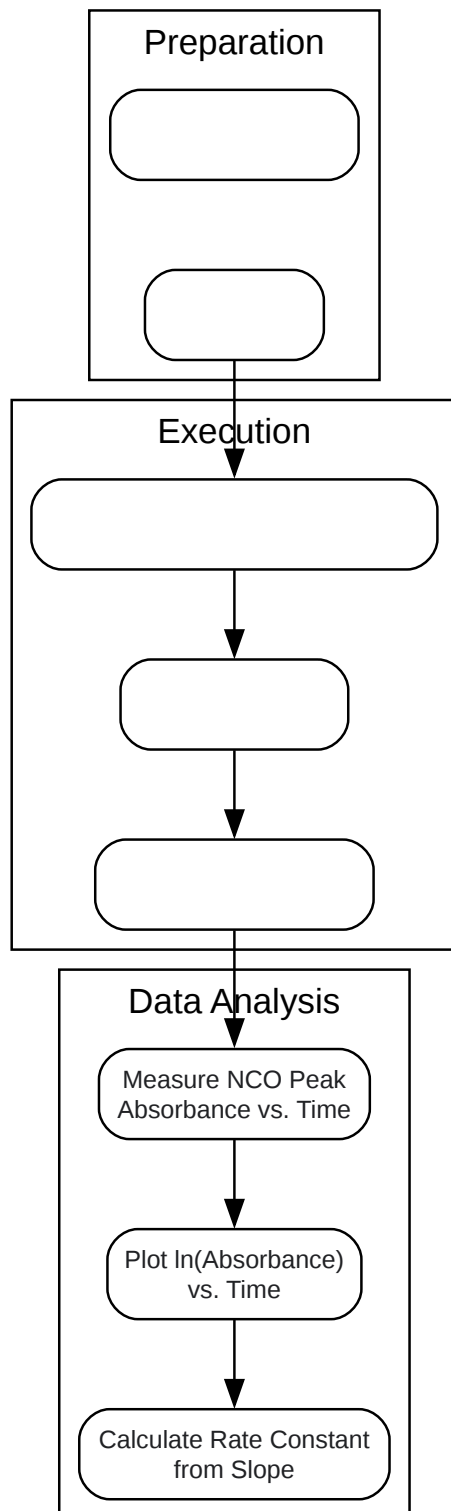 Preparation
Execution
Data Analysis
Measure NCO Peak
Absorbance vs. Time
Plot ln(Absorbance)
vs. Time
Calculate Rate Constant
from Slope